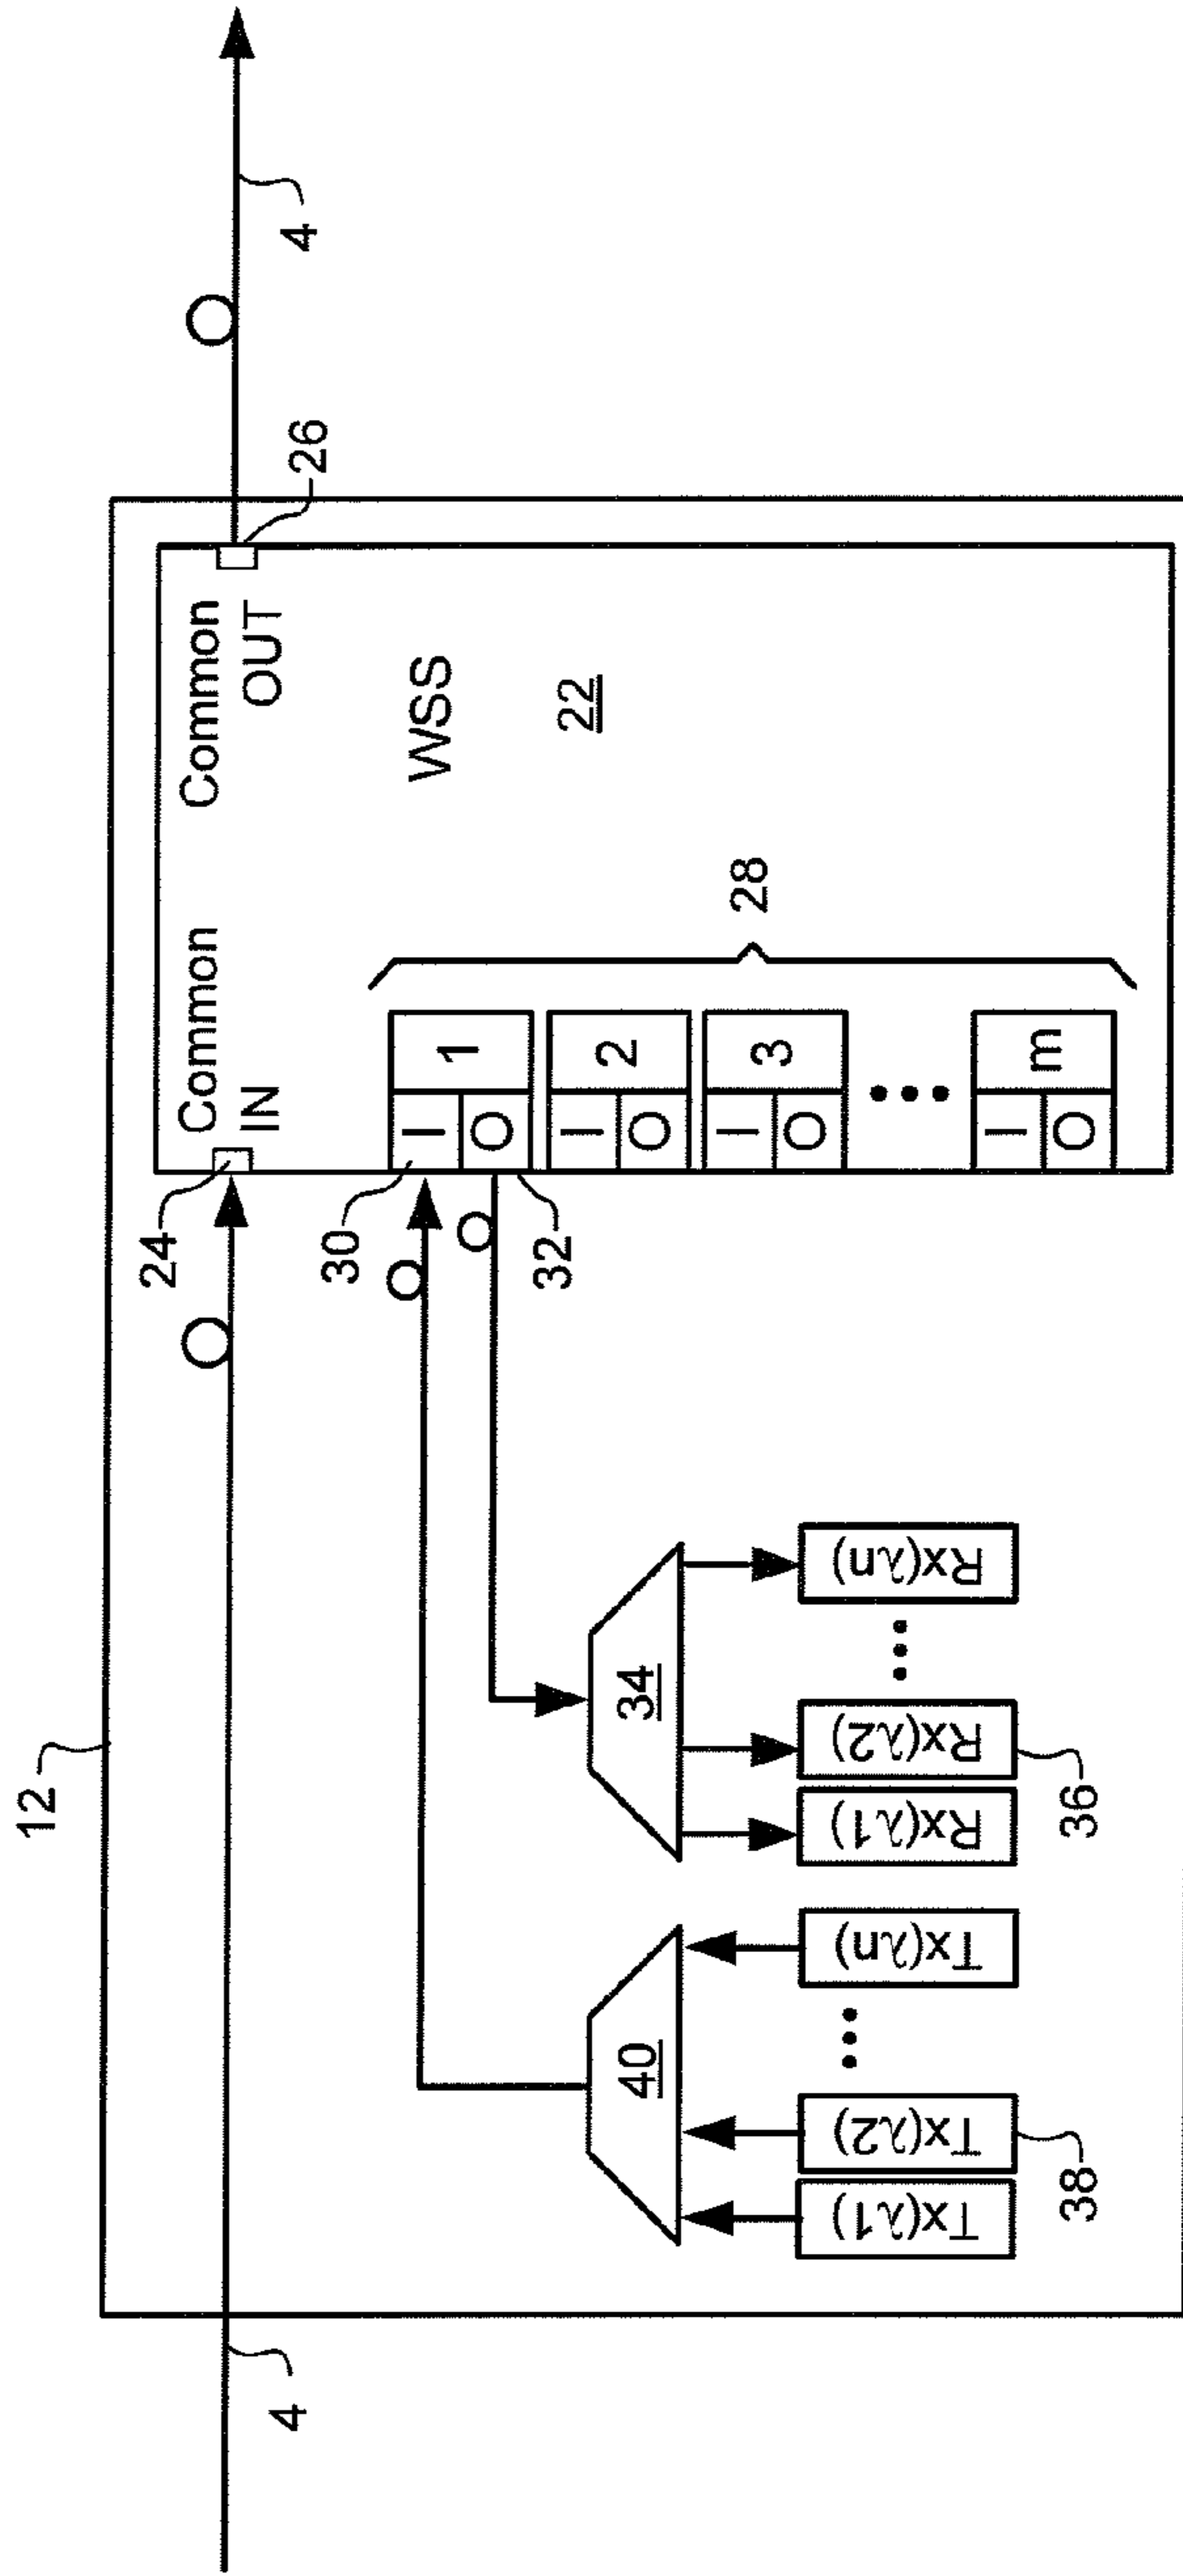 12
4
4
24
Common
IN
Common
OUT
26
WSS
22
30
I
O
1
32
I
O
2
I
O
3
•••
I
O
m
28
40
34
Tx(λ1)
Tx(λ2)
•••
Tx(λn)
Rx(λ1)
Rx(λ2)
•••
Rx(λn)
38
36